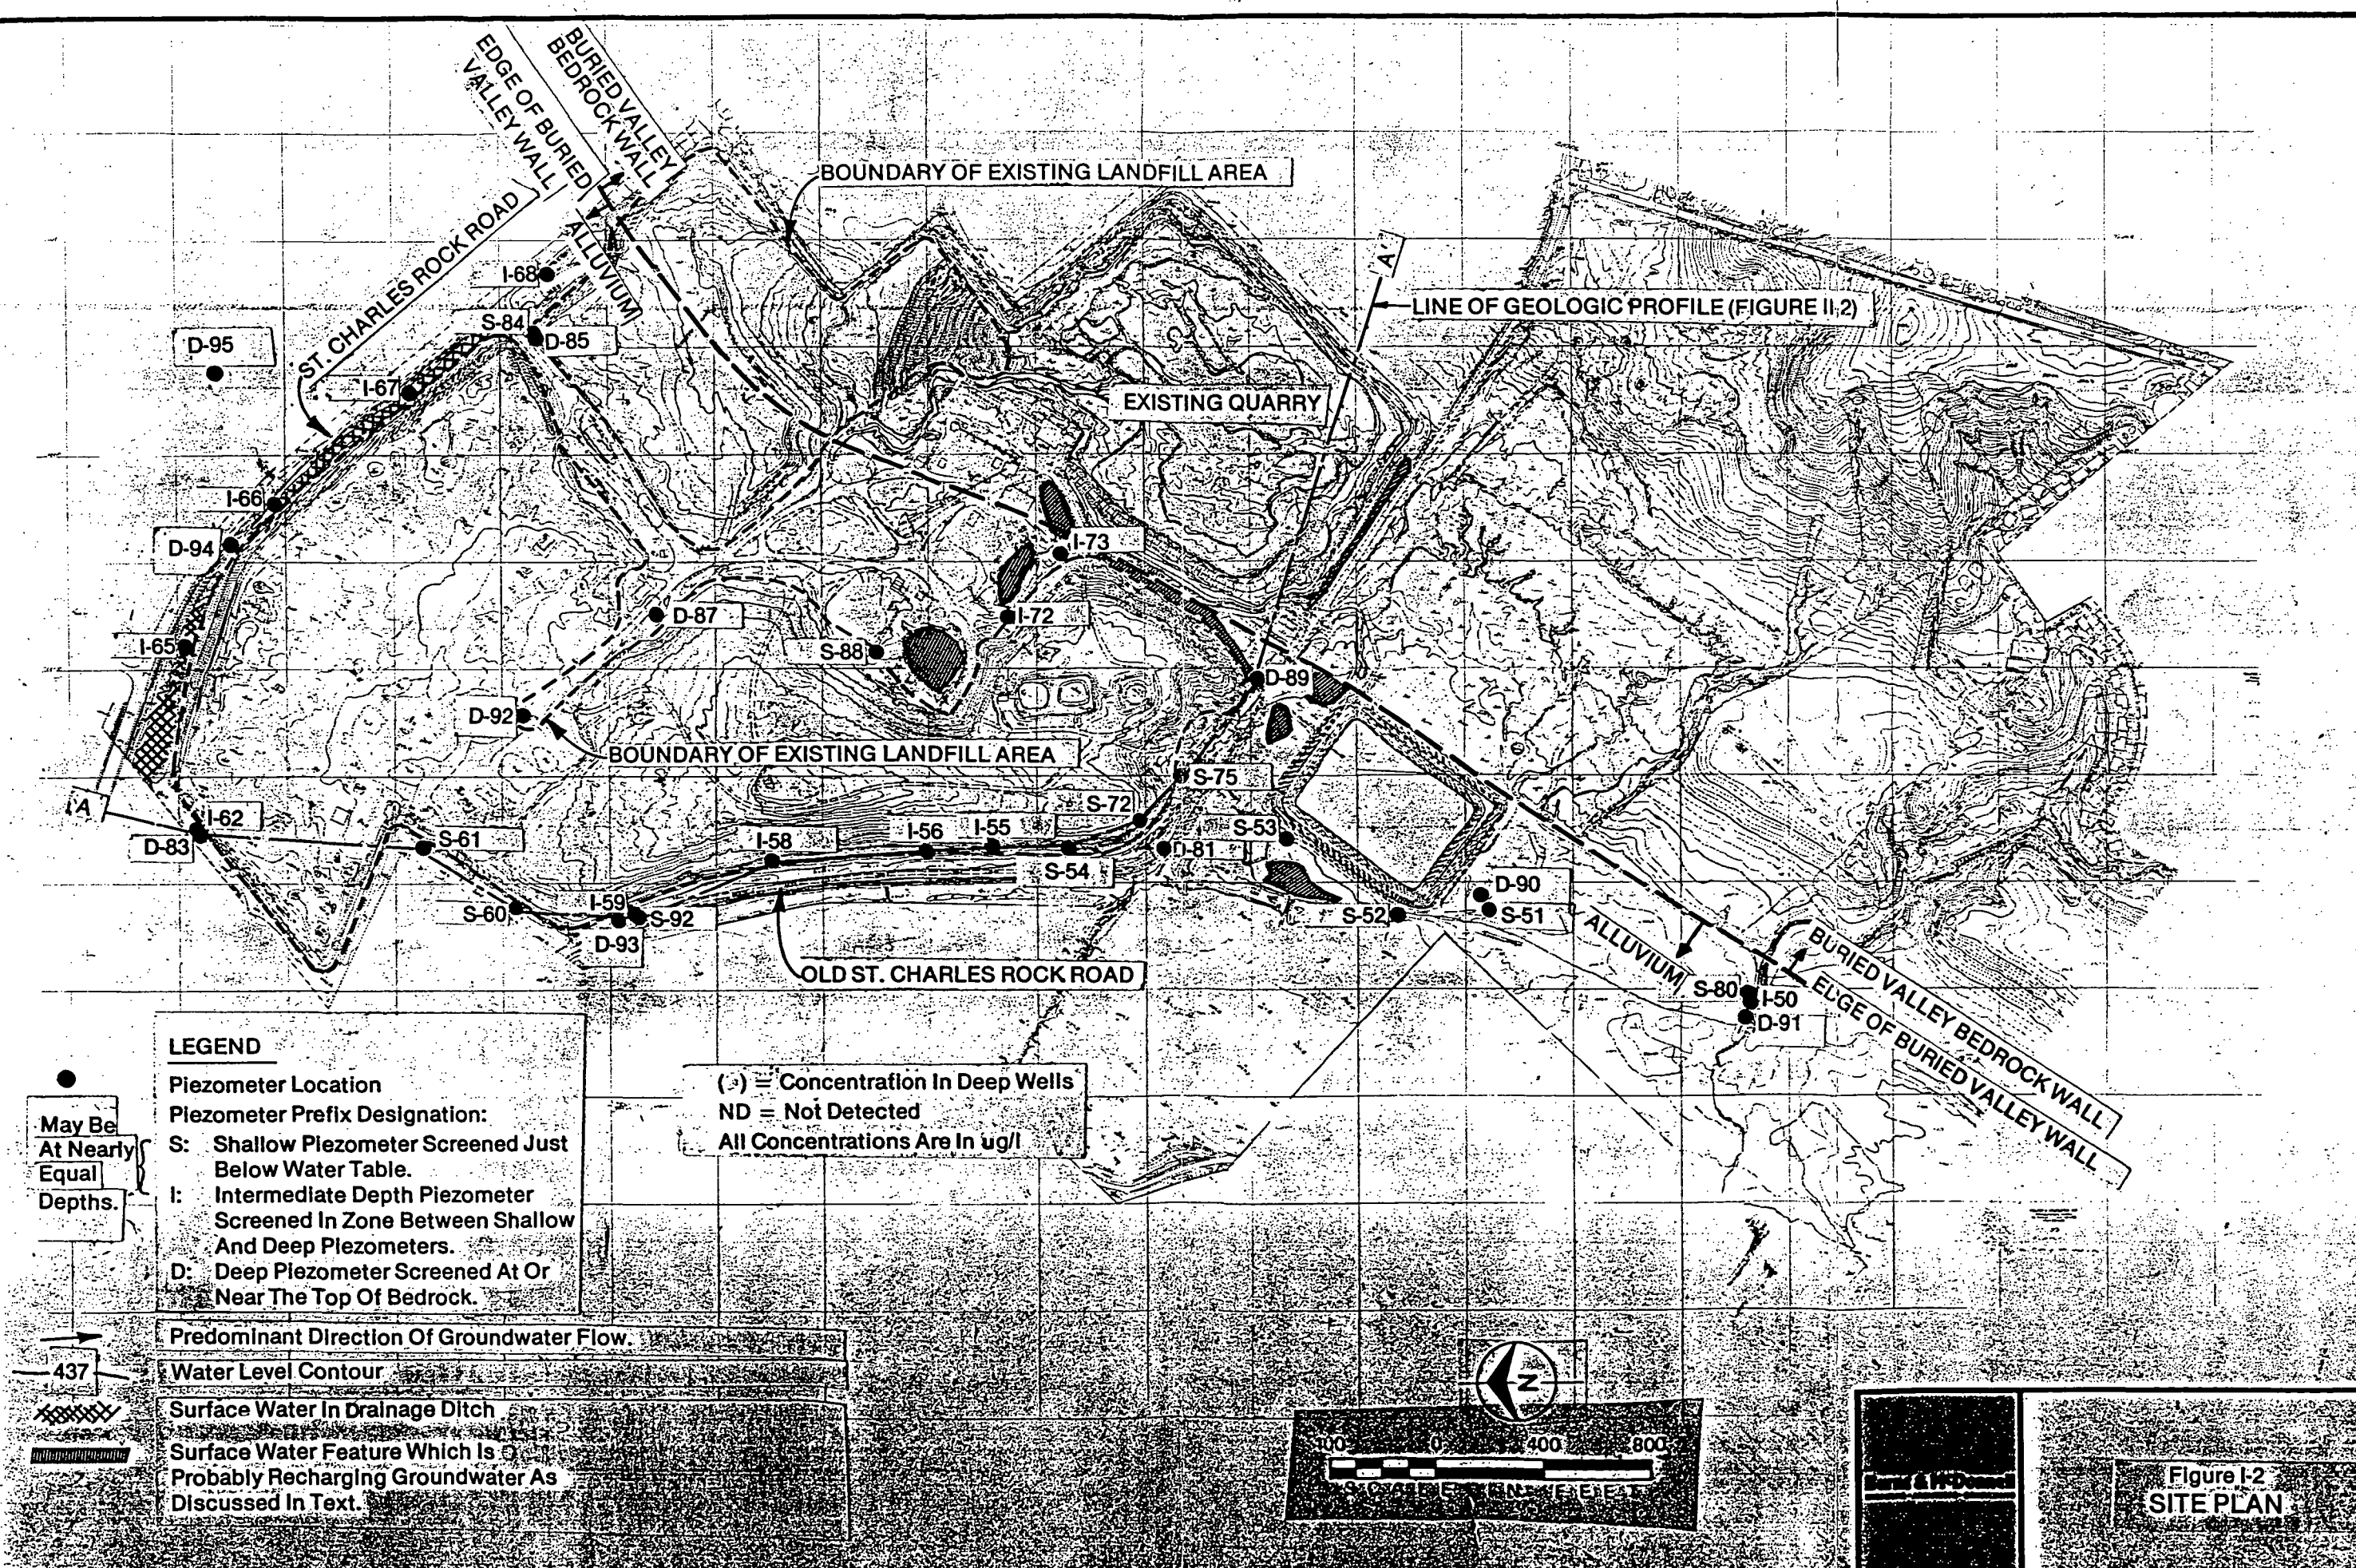 EDGE OF BURIED
VALLEY WALL
BURIED VALLEY
BEDROCK WALL
BOUNDARY OF EXISTING LANDFILL AREA
ST. CHARLES ROCK ROAD
ALLUVIUM
A'
LINE OF GEOLOGIC PROFILE (FIGURE II.2)
I-68
S-84
D-85
D-95
I-67
EXISTING QUARRY
I-66
D-94
I-73
D-87
I-72
I-65
S-88
D-89
D-92
BOUNDARY OF EXISTING LANDFILL AREA
S-75
A
S-72
I-62
D-83
S-61
I-58
I-56
I-55
S-53
D-81
S-54
D-90
S-60
I-59
S-92
S-52
S-51
D-93
OLD ST. CHARLES ROCK ROAD
ALLUVIUM
BURIED VALLEY BEDROCK WALL
EDGE OF BURIED VALLEY WALL
S-80
I-50
D-91
LEGEND
Piezometer Location
Piezometer Prefix Designation:
May Be
At Nearly
Equal
Depths.
S: Shallow Piezometer Screened Just
Below Water Table.
I: Intermediate Depth Piezometer
Screened In Zone Between Shallow
And Deep Piezometers.
D: Deep Piezometer Screened At Or
Near The Top Of Bedrock.
Predominant Direction Of Groundwater Flow.
437
Water Level Contour
Surface Water In Drainage Ditch
Surface Water Feature Which Is
Probably Recharging Groundwater As
Discussed In Text.
( ) = Concentration In Deep Wells
ND = Not Detected
All Concentrations Are In ug/l
N
0 400 800
SCALE IN FEET
Burns & McDonnell
Figure I-2
SITE PLAN